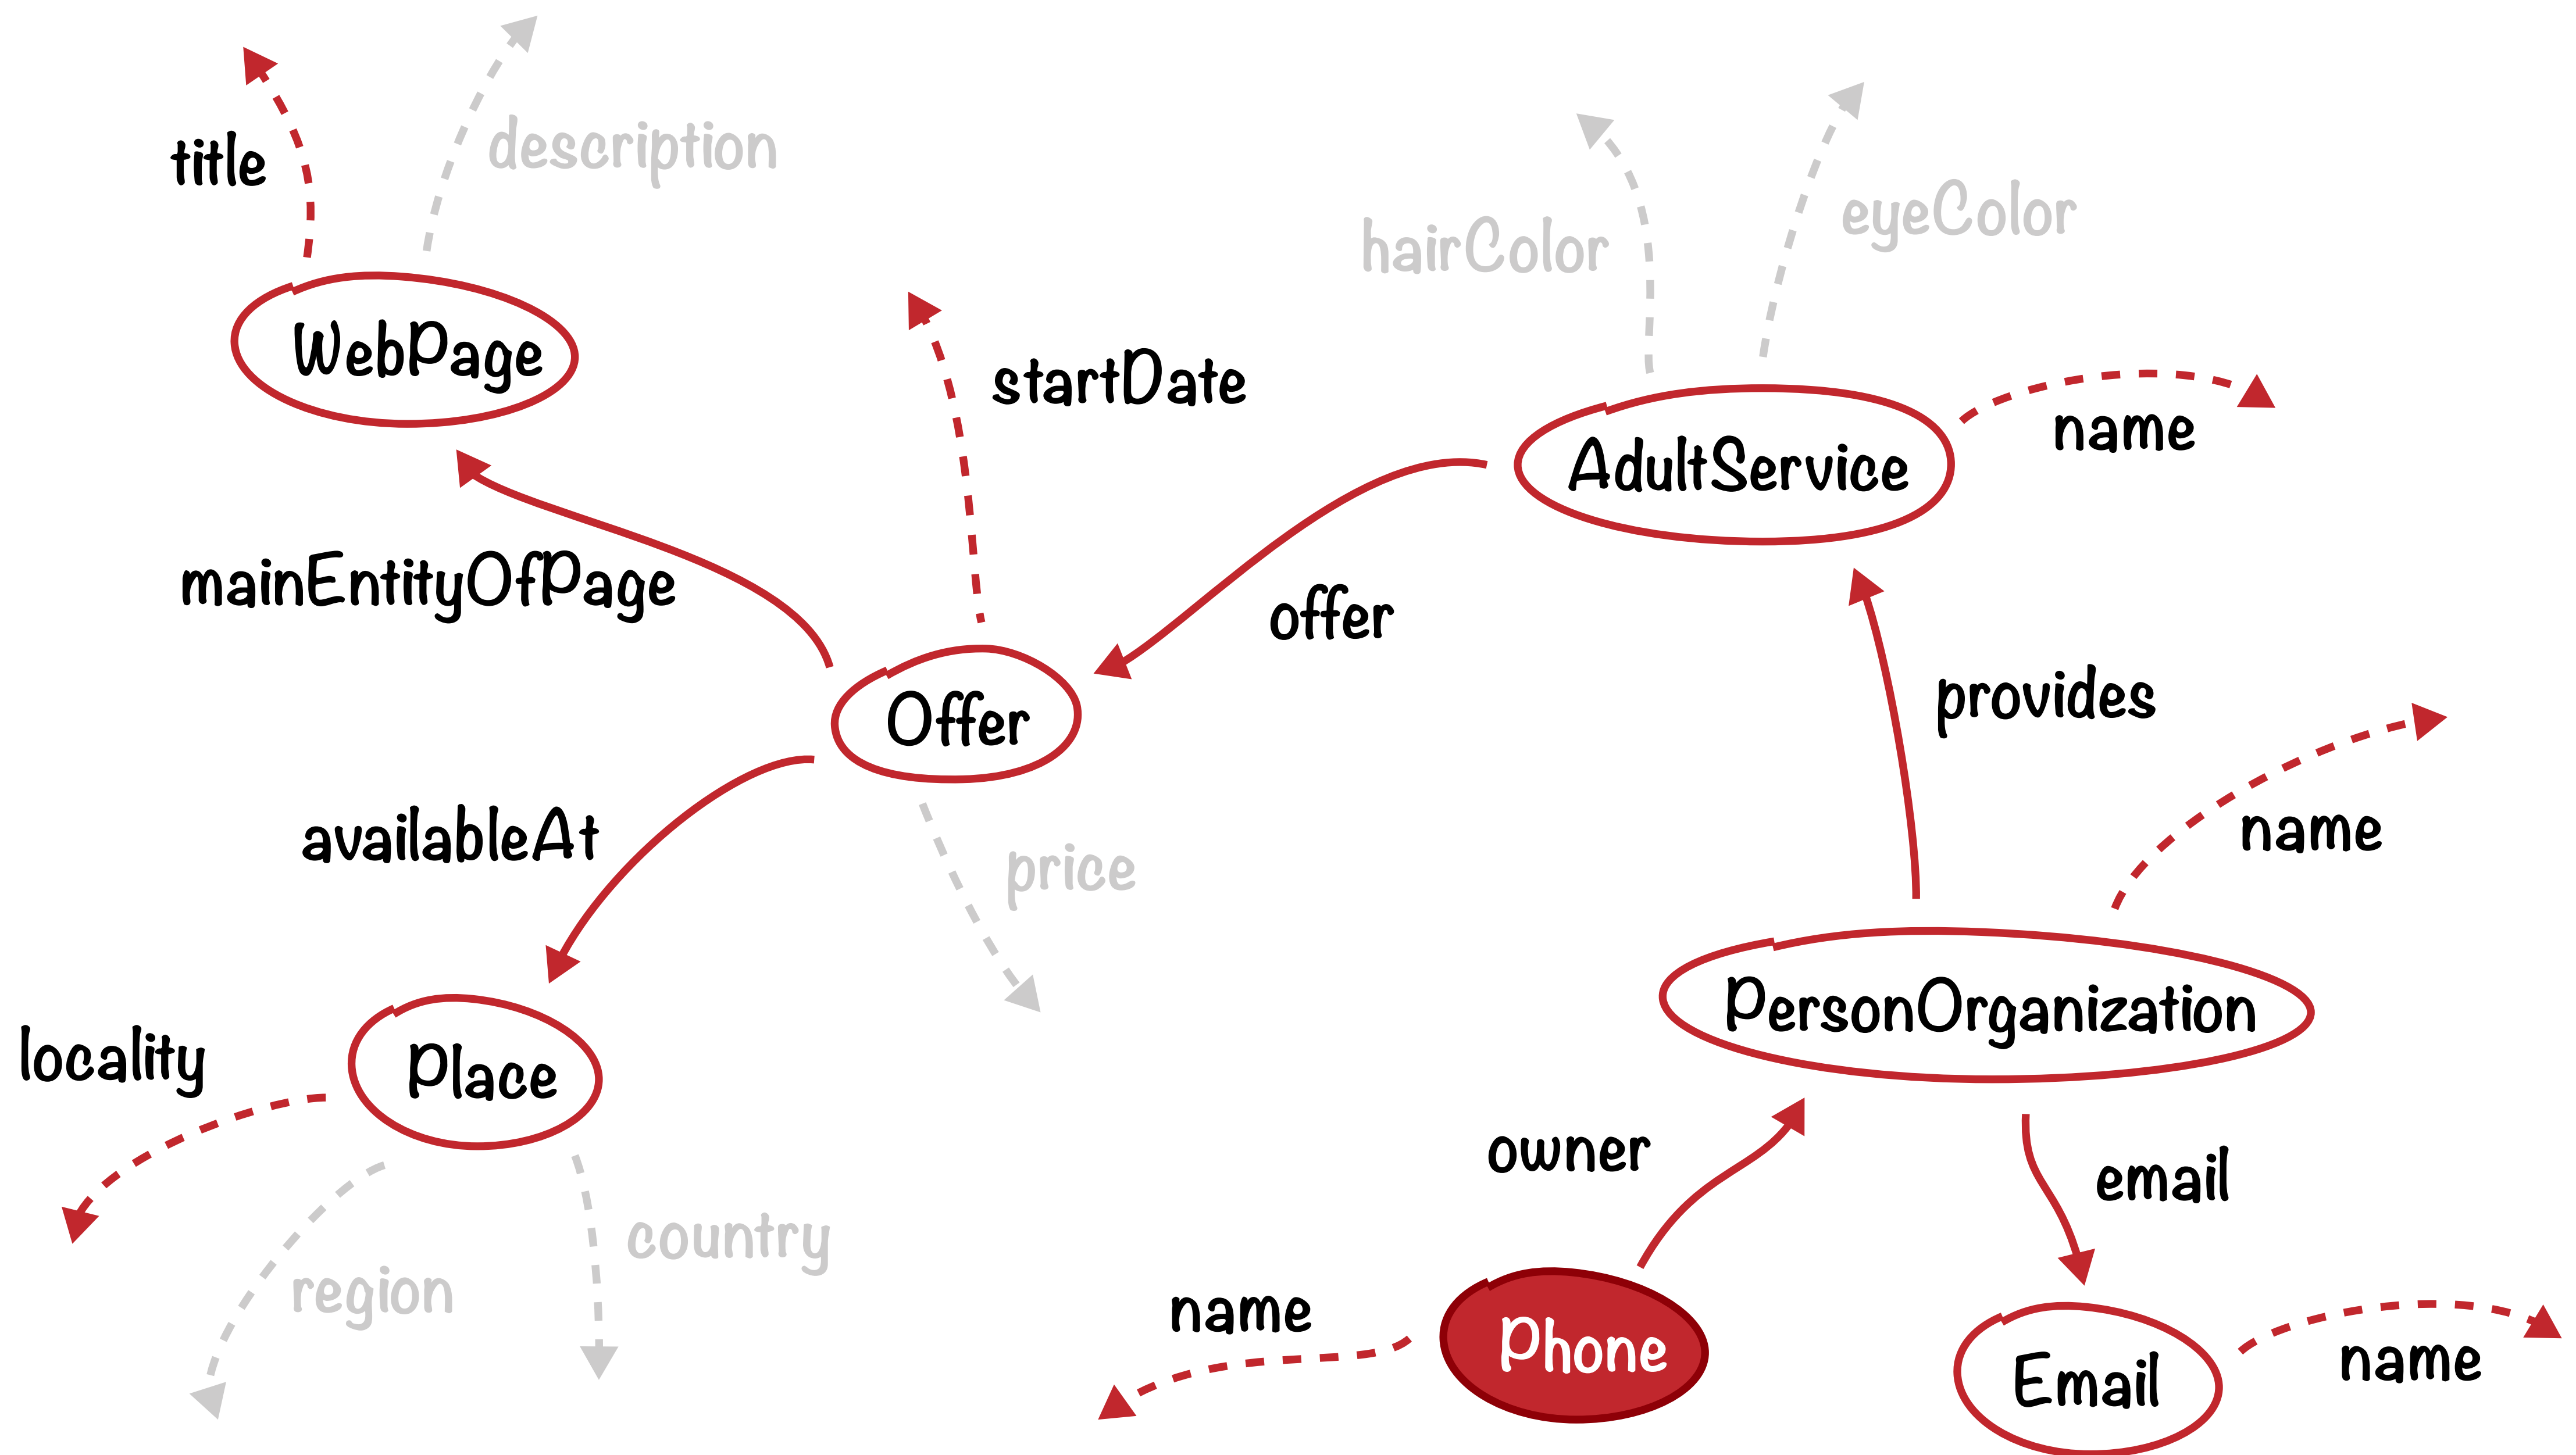 title
description
hairColor
eyeColor
WebPage
startDate
name
AdultService
mainEntityOfPage
offer
provides
Offer
name
availableAt
price
PersonOrganization
locality
Place
owner
email
country
region
name
Phone
name
Email